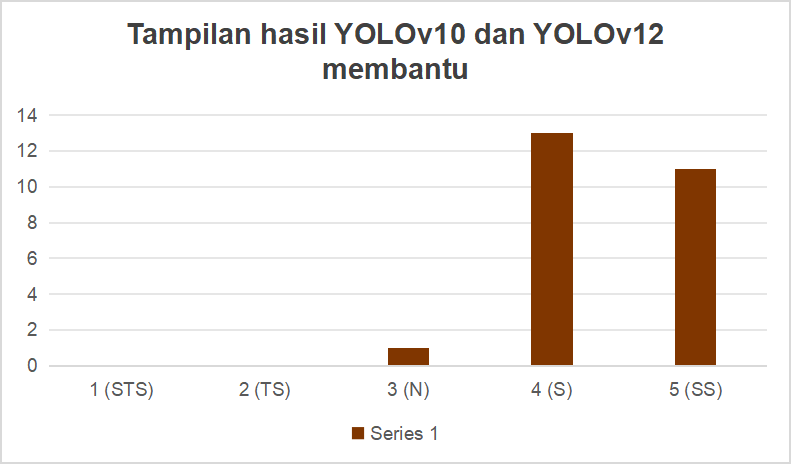 Tampilan hasil YOLOv10 dan YOLOv12
membantu
14
12
10
8
6
4
2
0
1 (STS) 2 (TS) 3 (N) 4 (S) 5 (SS)
Series 1